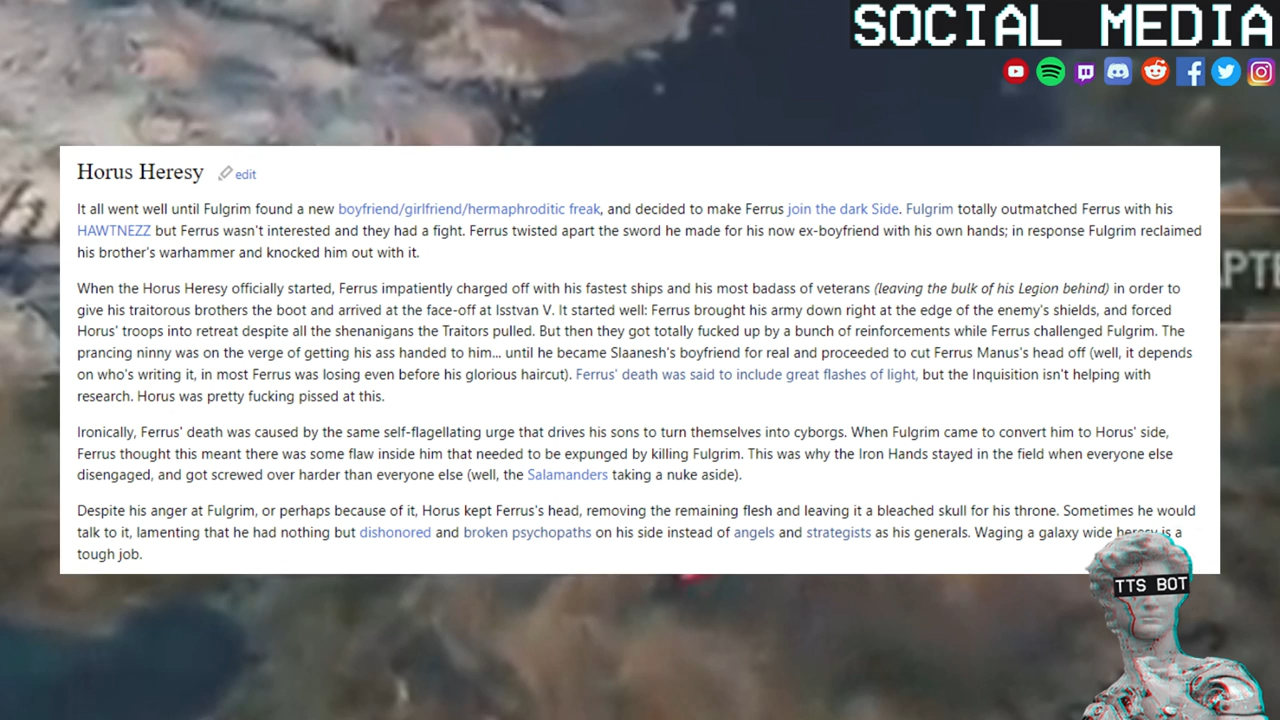 SOCIAL MEDIA
Horus Heresy edit
It all went well until Fulgrim found a new boyfriend/girlfriend/hermaphroditic freak, and decided to make Ferrus join the dark Side. Fulgrim totally outmatched Ferrus with his
HAWTNEZZ but Ferrus wasn't interested and they had a fight. Ferrus twisted apart the sword he made for his now ex-boyfriend with his own hands; in response Fulgrim reclaimed
his brother's warhammer and knocked him out with it.
When the Horus Heresy officially started, Ferrus impatiently charged off with his fastest ships and his most badass of veterans (leaving the bulk of his Legion behind) in order to
give his traitorous brothers the boot and arrived at the face-off at Isstvan V. It started well: Ferrus brought his army down right at the edge of the enemy's shields, and forced
Horus' troops into retreat despite all the shenanigans the Traitors pulled. But then they got totally fucked up by a bunch of reinforcements while Ferrus challenged Fulgrim. The
prancing ninny was on the verge of getting his ass handed to him... until he became Slaanesh's boyfriend for real and proceeded to cut Ferrus Manus's head off (well, it depends
on who's writing it, in most Ferrus was losing even before his glorious haircut). Ferrus' death was said to include great flashes of light, but the Inquisition isn't helping with
research. Horus was pretty fucking pissed at this.
Ironically, Ferrus' death was caused by the same self-flagellating urge that drives his sons to turn themselves into cyborgs. When Fulgrim came to convert him to Horus' side,
Ferrus thought this meant there was some flaw inside him that needed to be expunged by killing Fulgrim. This was why the Iron Hands stayed in the field when everyone else
disengaged, and got screwed over harder than everyone else (well, the Salamanders taking a nuke aside).
Despite his anger at Fulgrim, or perhaps because of it, Horus kept Ferrus's head, removing the remaining flesh and leaving it a bleached skull for his throne. Sometimes he would
talk to it, lamenting that he had nothing but dishonored and broken psychopaths on his side instead of angels and strategists as his generals. Waging a galaxy wide heresy is a
tough job.
TTS BOT